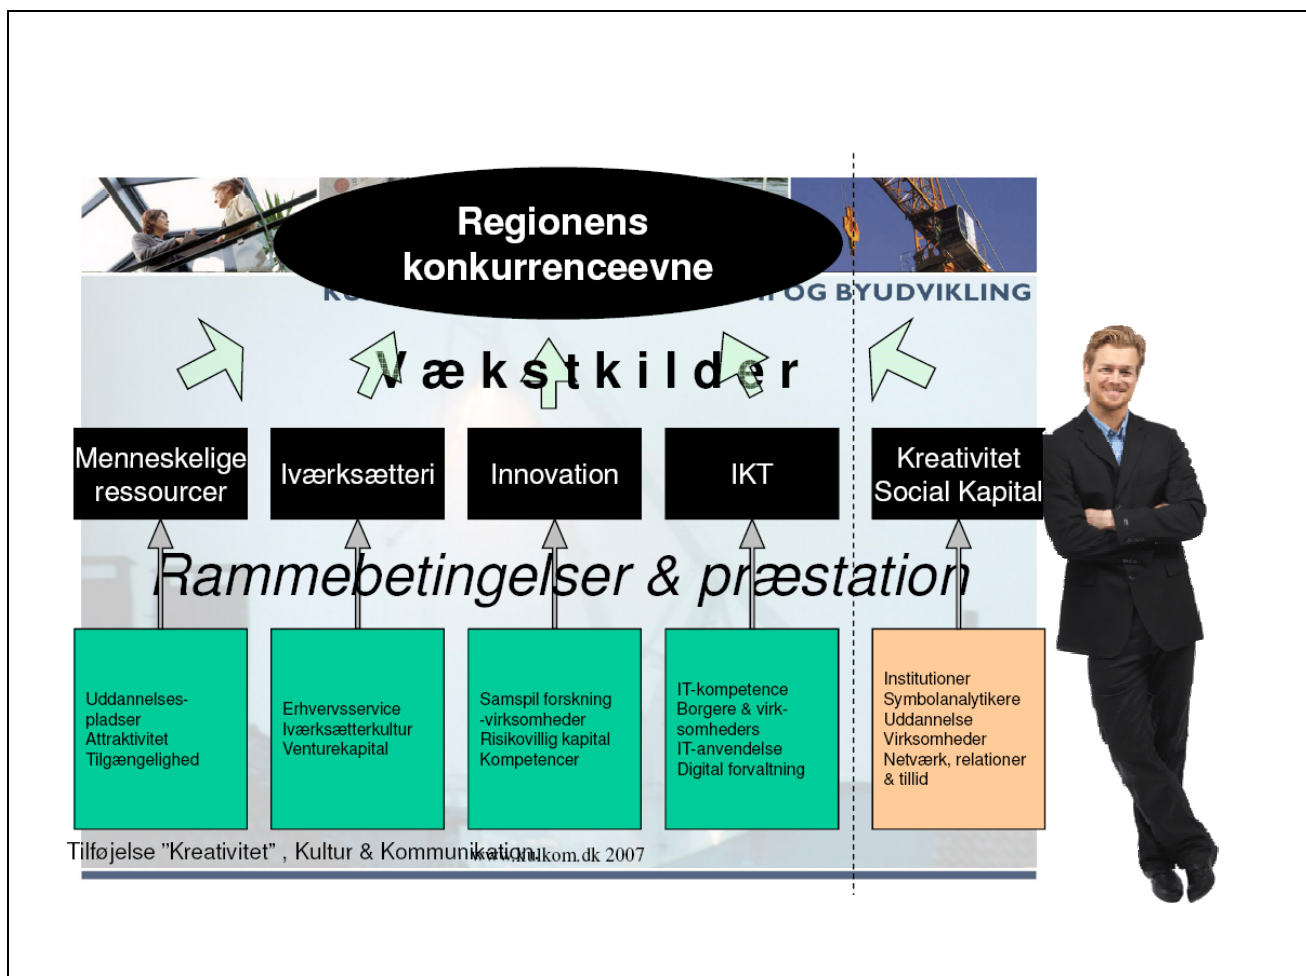 Regionens
konkurrenceevne
OG BYUDVIKLING
Vækstkilder
Menneskelige
ressourcer
Iværksætteri
Innovation
IKT
Kreativitet
Social Kapital
Rammebetingelser & præstation
Uddannelses-
pladser
Attraktivitet
Tilgængelighed
Erhvervsservice
Iværksætterkultur
Venturekapital
Samspil forskning
-virksomheder
Risikovillig kapital
Kompetencer
IT-kompetence
Borgere & virk-
somheders
IT-anvendelse
Digital forvaltning
Institutioner
Symbolanalytikere
Uddannelse
Virksomheder
Netværk, relationer
& tillid
Tilføjelse ”Kreativitet” , Kultur & Kommunikation.
www.kulkom.dk 2007